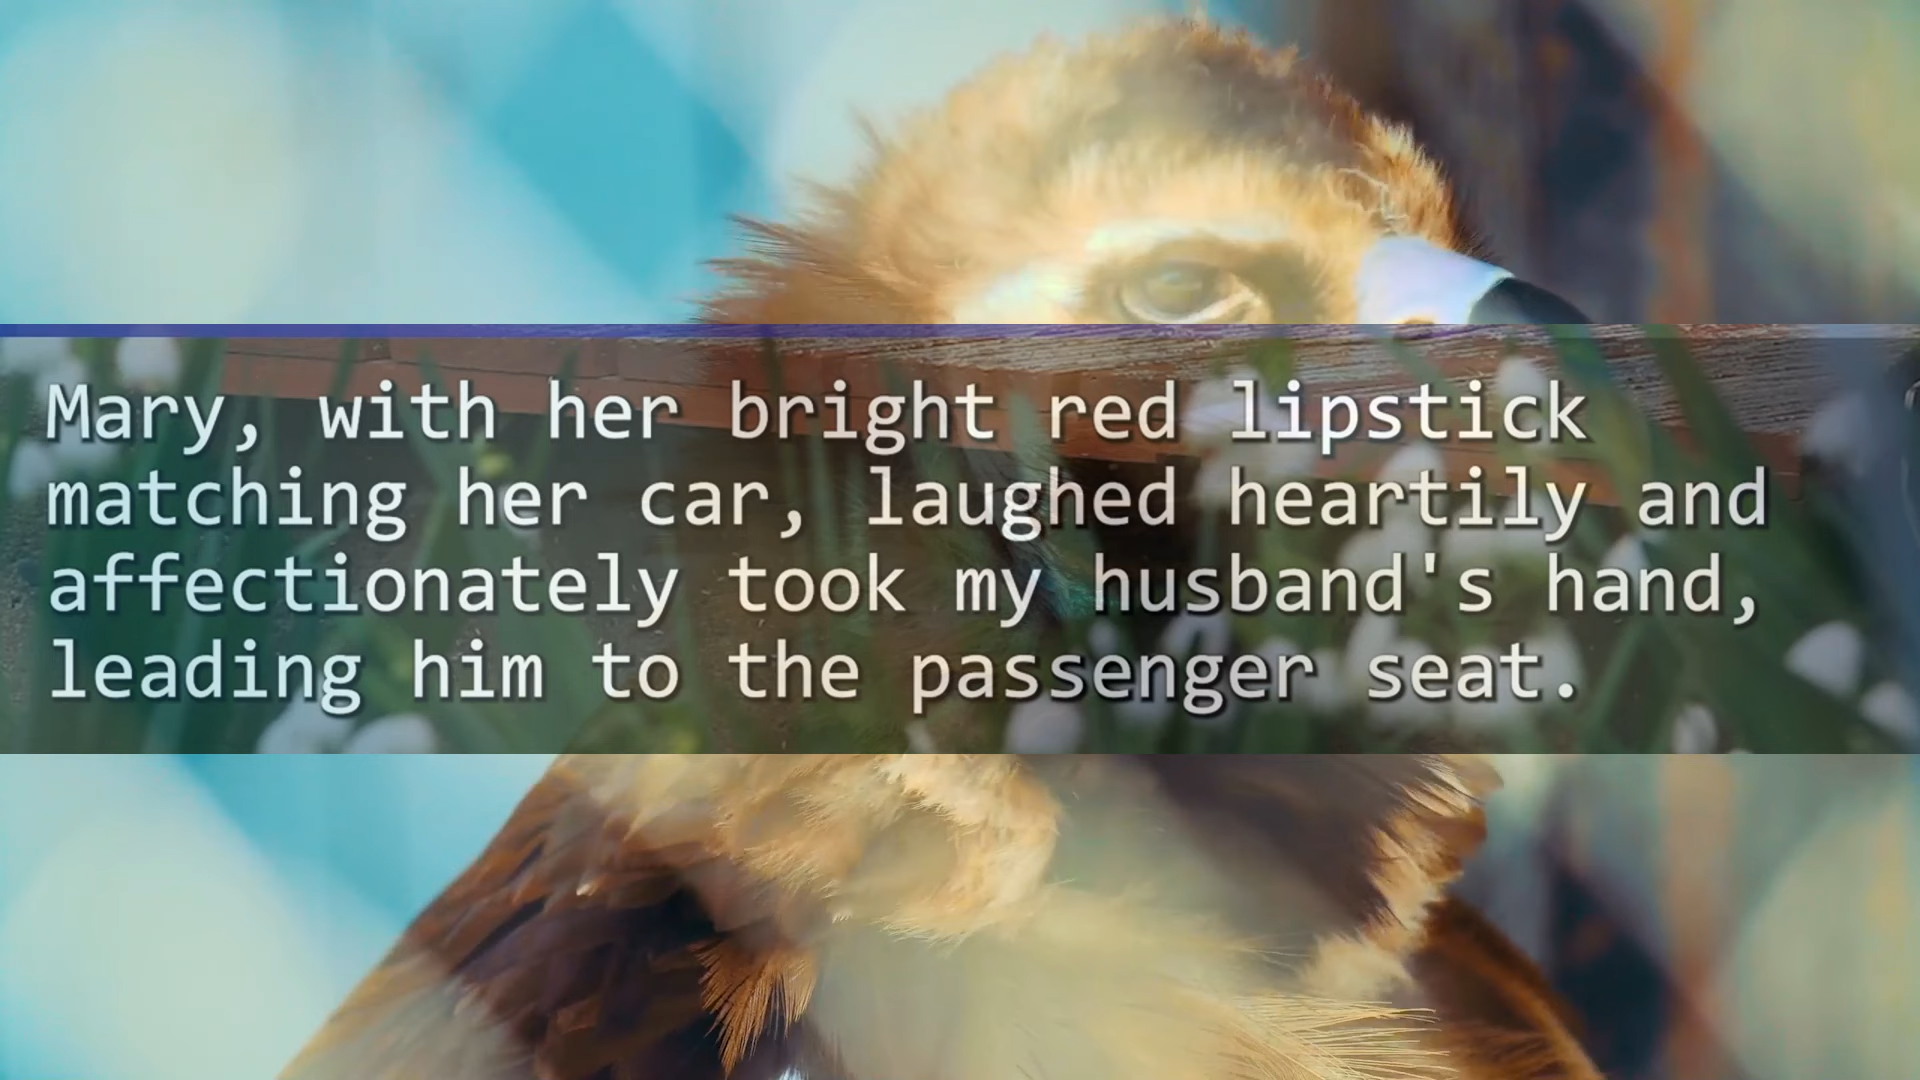 Mary, with her bright red lipstick
matching her car, laughed heartily and
affectionately took my husband's hand,
leading him to the passenger seat.